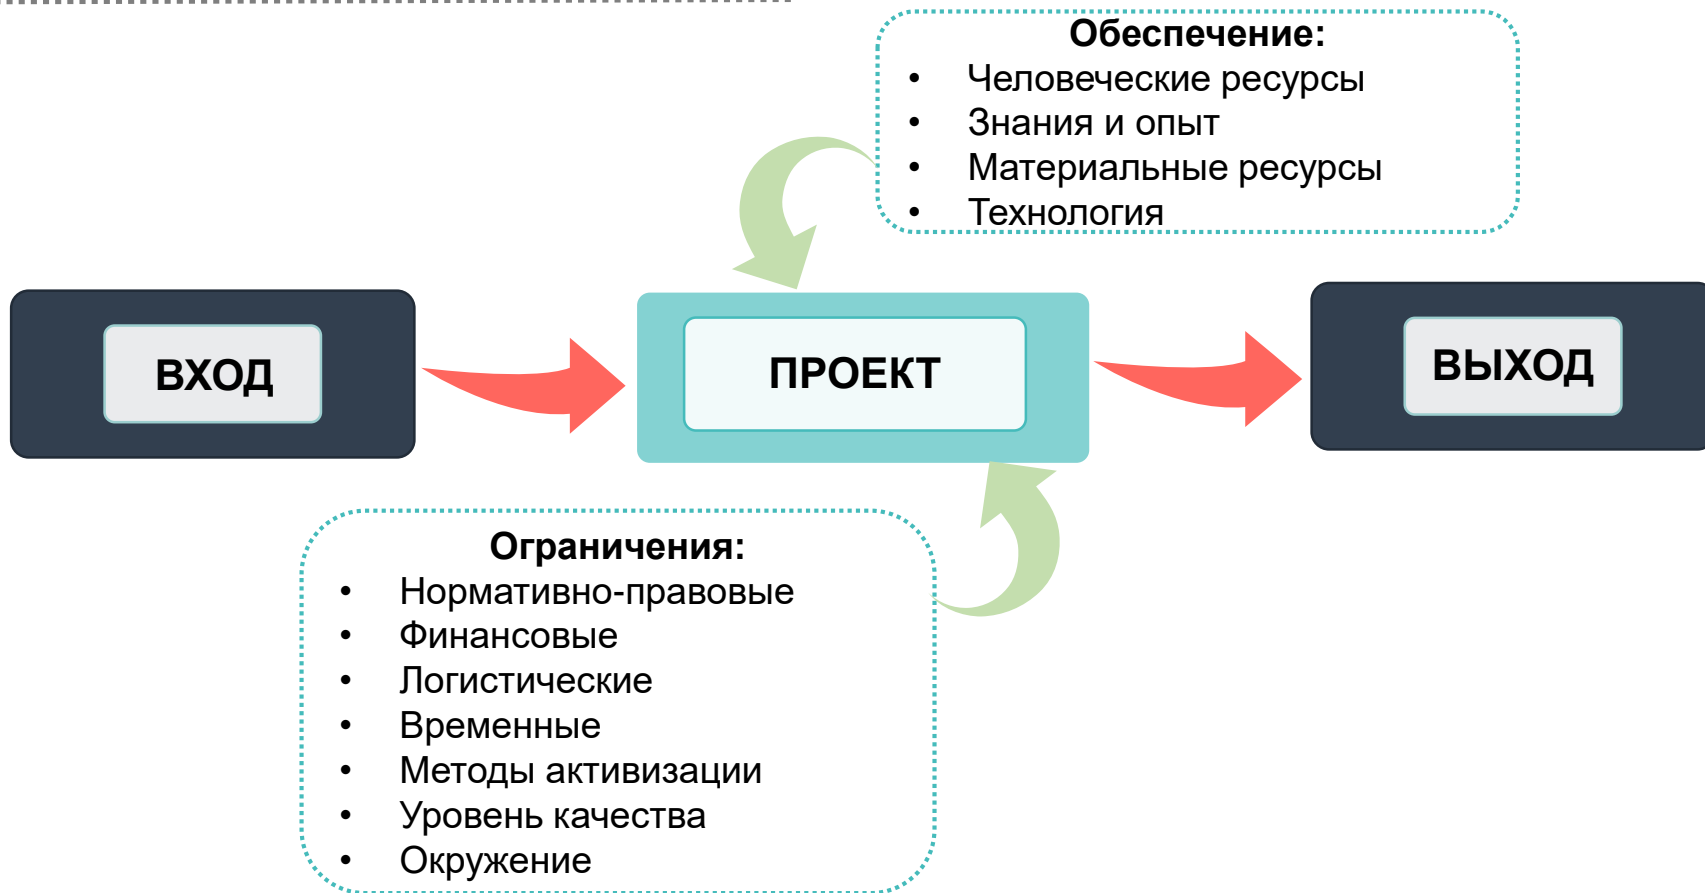 Обеспечение:
• Человеческие ресурсы
• Знания и опыт
• Материальные ресурсы
• Технология
ВХОД
ПРОЕКТ
ВЫХОД
Ограничения:
• Нормативно-правовые
• Финансовые
• Логистические
• Временные
• Методы активизации
• Уровень качества
• Окружение